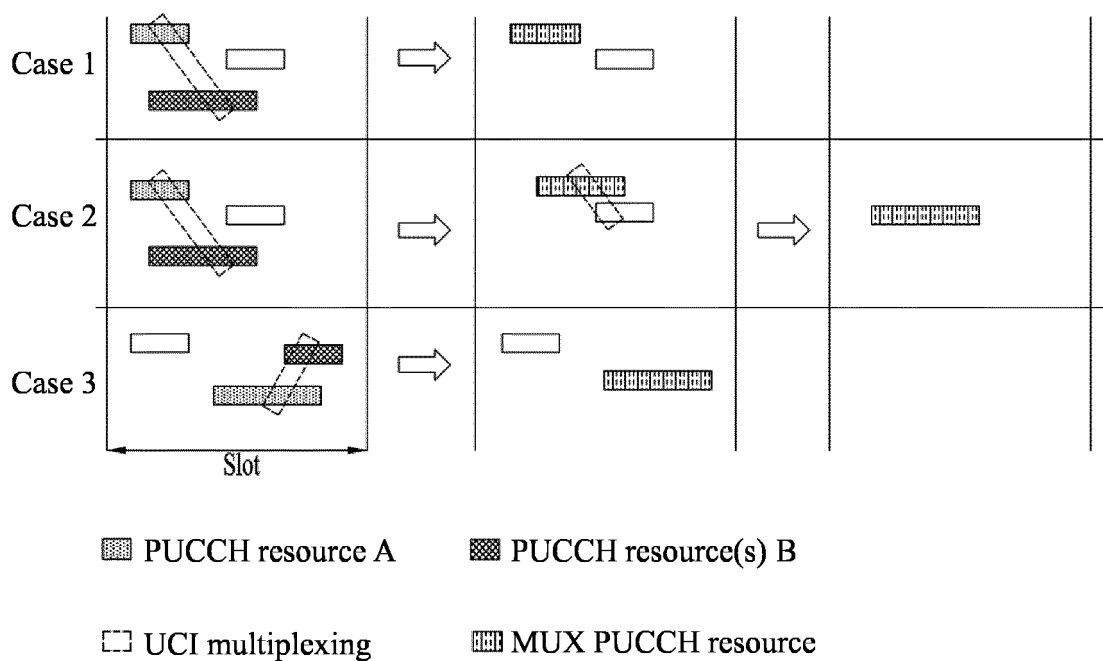 Case 1
Case 2
Case 3
Slot
PUCCH resource A
PUCCH resource(s) B
UCI multiplexing
MUX PUCCH resource